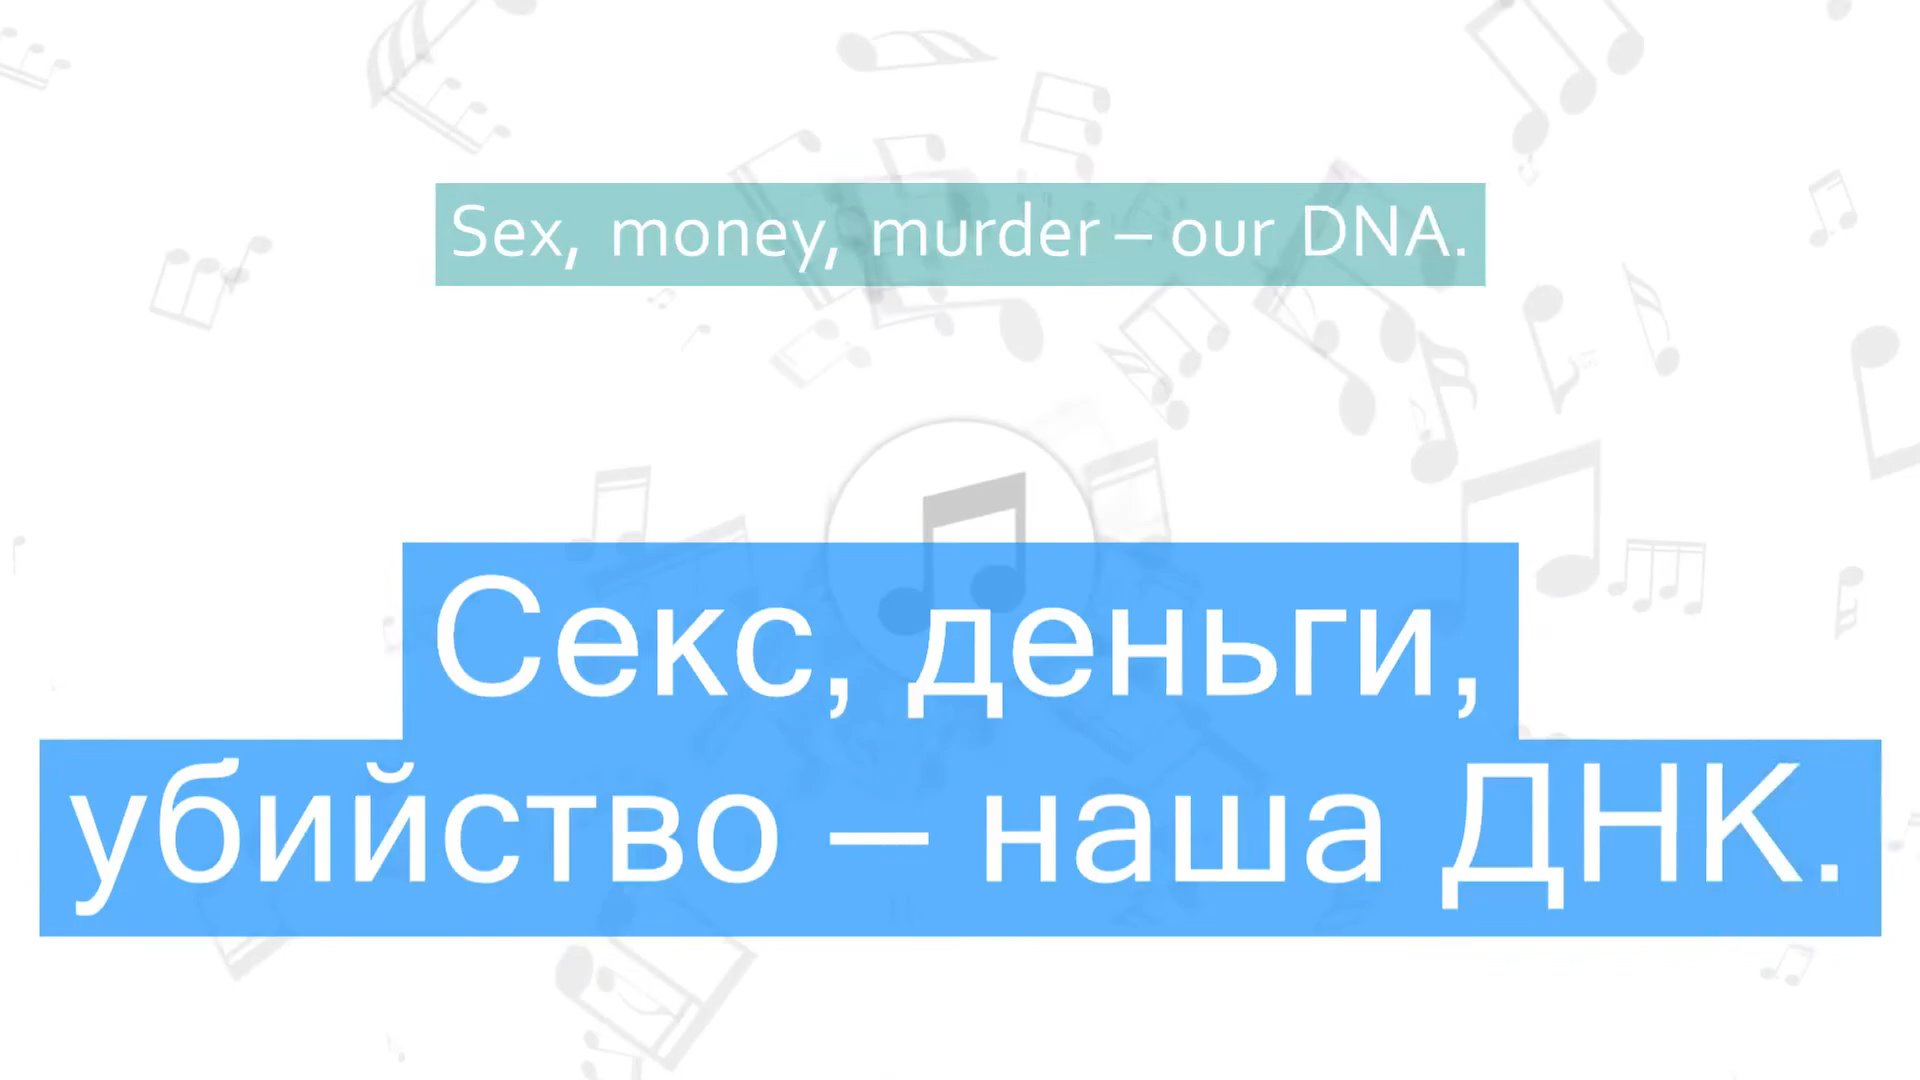 Sex, money, murder – our DNA.
Секс, деньги,
убийство – наша ДНК.